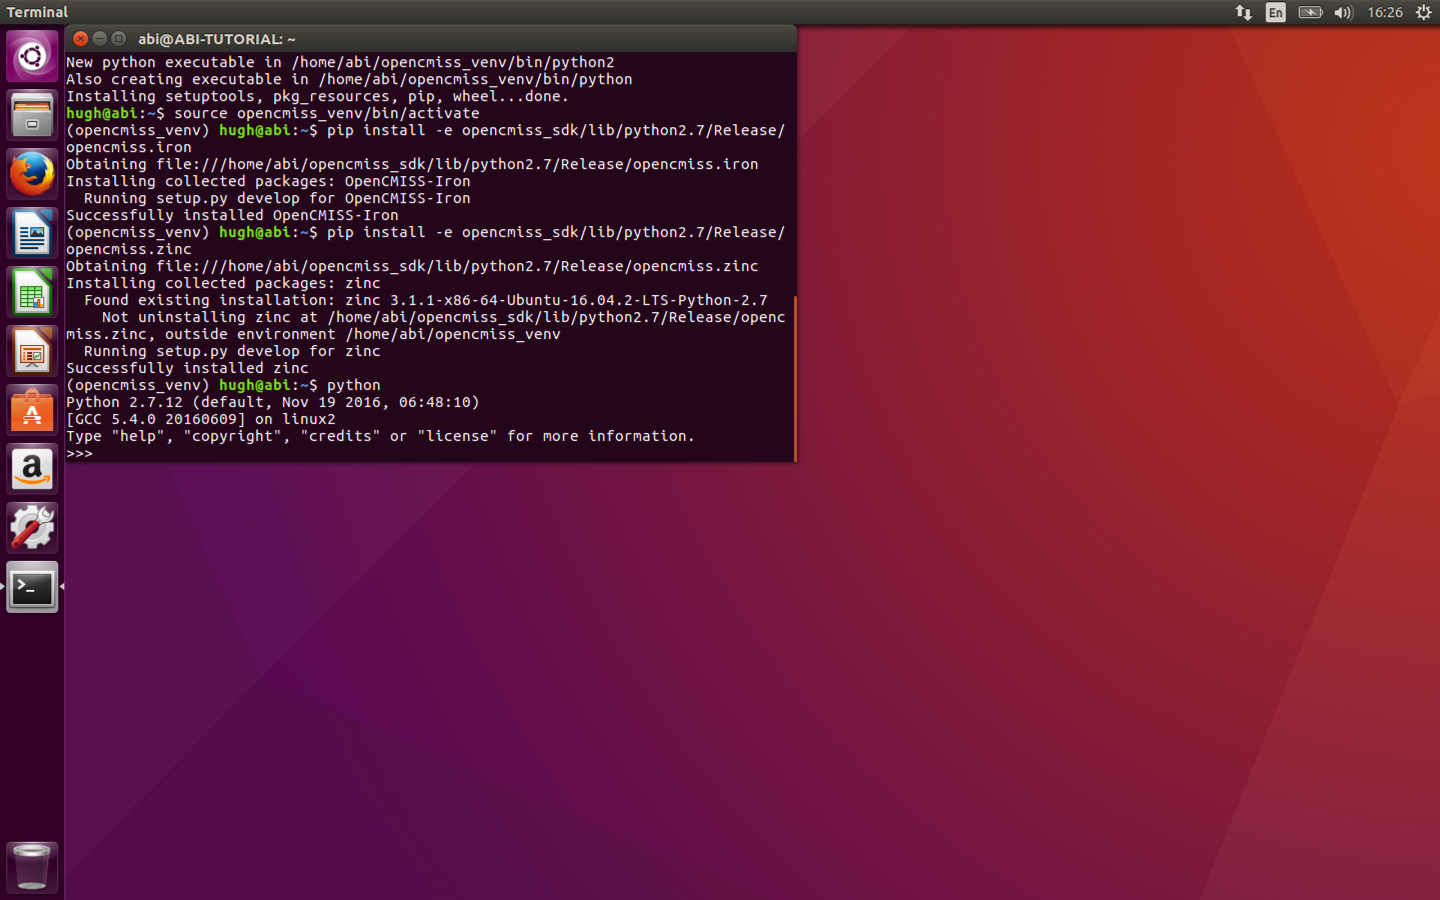 Terminal
En
16:26
abi@ABI-TUTORIAL: ~
New python executable in /home/abi/opencmiss_venv/bin/python2
Also creating executable in /home/abi/opencmiss_venv/bin/python
Installing setuptools, pkg_resources, pip, wheel...done.
hugh@abi:~$ source opencmiss_venv/bin/activate
(opencmiss_venv) hugh@abi:~$ pip install -e opencmiss_sdk/lib/python2.7/Release/
opencmiss.iron
Obtaining file:///home/abi/opencmiss_sdk/lib/python2.7/Release/opencmiss.iron
Installing collected packages: OpenCMISS-Iron
  Running setup.py develop for OpenCMISS-Iron
Successfully installed OpenCMISS-Iron
(opencmiss_venv) hugh@abi:~$ pip install -e opencmiss_sdk/lib/python2.7/Release/
opencmiss.zinc
Obtaining file:///home/abi/opencmiss_sdk/lib/python2.7/Release/opencmiss.zinc
Installing collected packages: zinc
  Found existing installation: zinc 3.1.1-x86-64-Ubuntu-16.04.2-LTS-Python-2.7
    Not uninstalling zinc at /home/abi/opencmiss_sdk/lib/python2.7/Release/openc
miss.zinc, outside environment /home/abi/opencmiss_venv
  Running setup.py develop for zinc
Successfully installed zinc
(opencmiss_venv) hugh@abi:~$ python
Python 2.7.12 (default, Nov 19 2016, 06:48:10)
[GCC 5.4.0 20160609] on linux2
Type "help", "copyright", "credits" or "license" for more information.
>>>